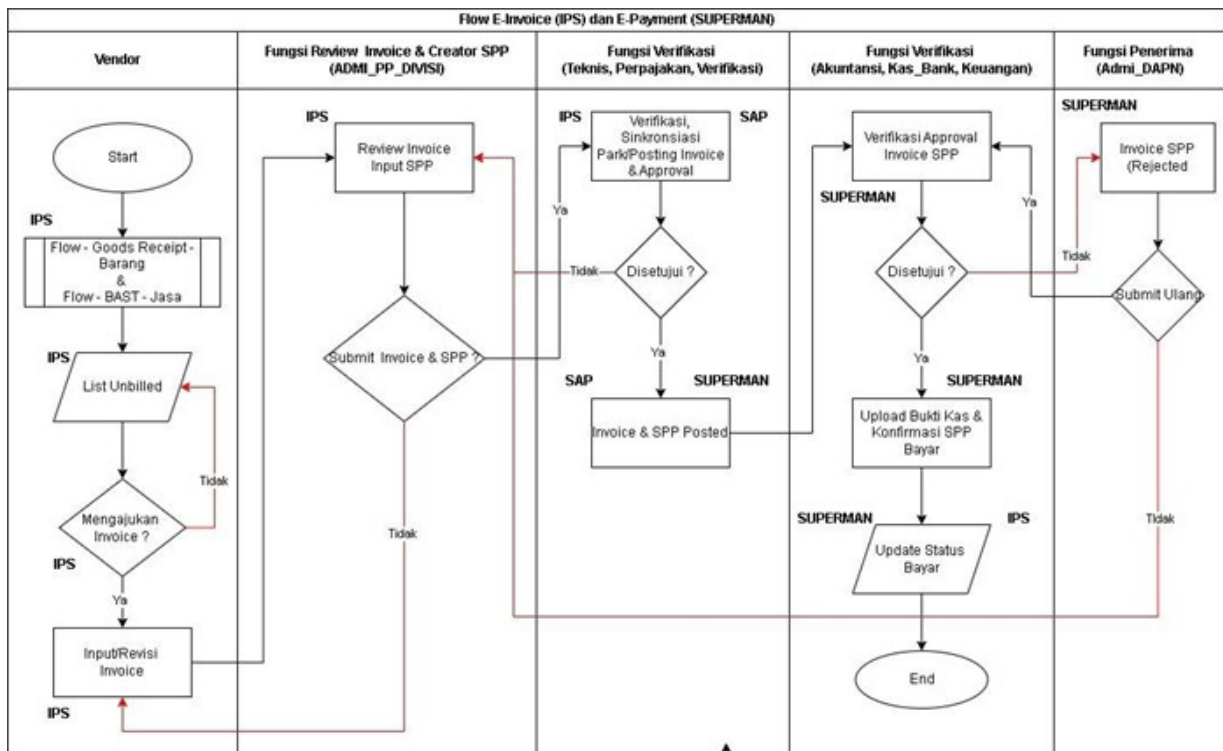 Flow E-Invoice (IPS) dan E-Payment (SUPERMAN)
Vendor
Fungsi Review Invoice & Creator SPP
(ADMI_PP_DIVISI)
Fungsi Verifikasi
(Teknis, Perpajakan, Verifikasi)
Fungsi Verifikasi
(Akuntansi, Kas_Bank, Keuangan)
Fungsi Penerima
(Admi_DAPN)
Start
IPS
Flow - Goods Receipt -
Barang
&
Flow - BAST - Jasa
IPS
List Unbilled
Tidak
Mengajukan
Invoice ?
IPS
Ya
Input/Revisi
Invoice
IPS
IPS
Review Invoice
Input SPP
Submit Invoice & SPP ?
Ya
Tidak
IPS
SAP
Verifikasi,
Sinkronsiasi
Park/Posting Invoice
& Approval
Disetujui ?
Tidak
Ya
SAP
SUPERMAN
Invoice & SPP Posted
Verifikasi Approval
Invoice SPP
SUPERMAN
Disetujui ?
Tidak
Ya
SUPERMAN
Upload Bukti Kas &
Konfirmasi SPP
Bayar
SUPERMAN
IPS
Update Status
Bayar
End
SUPERMAN
Invoice SPP
(Rejected
Ya
Submit Ulang
Tidak